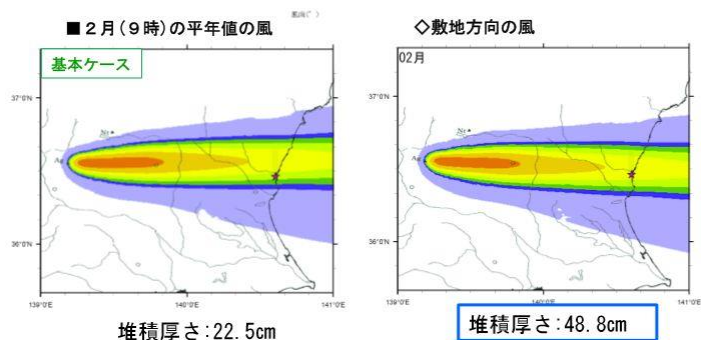 ■２月(９時)の平年値の風
◇敷地方向の風
基本ケース
02月
37°0'N
37°0'N
36°0'N
36°0'N
139°0'E
140°0'E
141°0'E
139°0'E
140°0'E
141°0'E
堆積厚さ:22.5cm
堆積厚さ:48.8cm